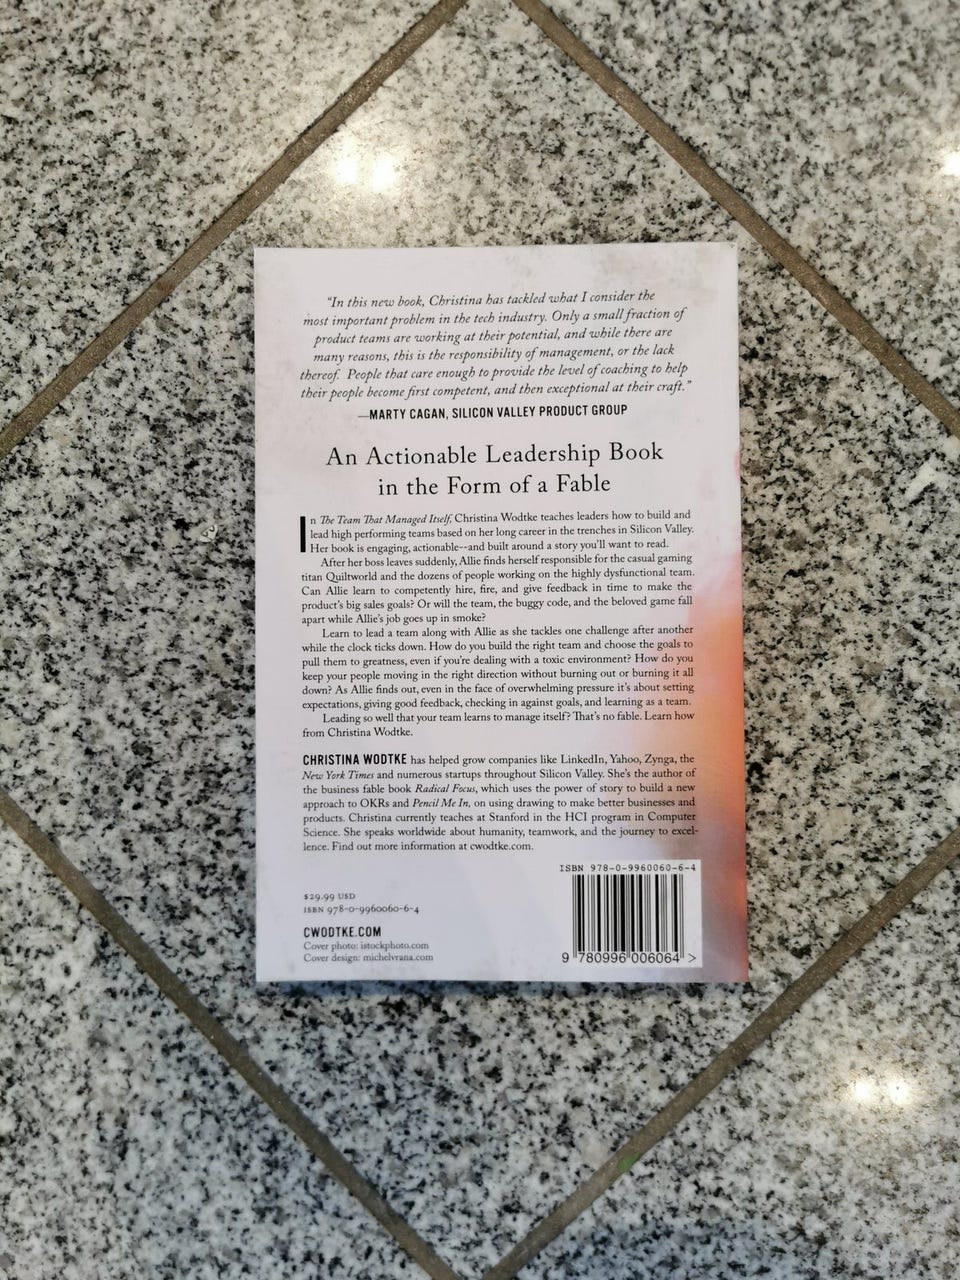 "In this new book, Christina has tackled what I consider the
most important problem in the tech industry. Only a small fraction of
product teams are working at their potential, and while there are
many reasons, this is the responsibility of management, or the lack
thereof. People that care enough to provide the level of coaching to help
their people become first competent, and then exceptional at their craft."
—MARTY CAGAN, SILICON VALLEY PRODUCT GROUP
An Actionable Leadership Book
in the Form of a Fable
In The Team That Managed Itself, Christina Wodtke teaches leaders how to build and
lead high performing teams based on her long career in the trenches in Silicon Valley.
Her book is engaging, actionable--and built around a story you'll want to read.
After her boss leaves suddenly, Allie finds herself responsible for the casual gaming
titan Quiltworld and the dozens of people working on the highly dysfunctional team.
Can Allie learn to competently hire, fire, and give feedback in time to make the
product's big sales goals? Or will the team, the buggy code, and the beloved game fall
apart while Allie's job goes up in smoke?
Learn to lead a team along with Allie as she tackles one challenge after another
while the clock ticks down. How do you build the right team and choose the goals to
pull them to greatness, even if you're dealing with a toxic environment? How do you
keep your people moving in the right direction without burning out or burning it all
down? As Allie finds out, even in the face of overwhelming pressure it's about setting
expectations, giving good feedback, checking in against goals, and learning as a team.
Leading so well that your team learns to manage itself? That's no fable. Learn how
from Christina Wodtke.
CHRISTINA WODTKE has helped grow companies like LinkedIn, Yahoo, Zynga, the
New York Times and numerous startups throughout Silicon Valley. She's the author of
the business fable book Radical Focus, which uses the power of story to build a new
approach to OKRs and Pencil Me In, on using drawing to make better businesses and
products. Christina currently teaches at Stanford in the HCI program in Computer
Science. She speaks worldwide about humanity, teamwork, and the journey to excel-
lence. Find out more information at cwodtke.com.
$29.99 USD
ISBN 978-0-9960060-6-4
CWODTKE.COM
Cover photo: istockphoto.com
Cover design: michelvrana.com
ISBN 978-0-9960060-6-4
9 780996 006064 >